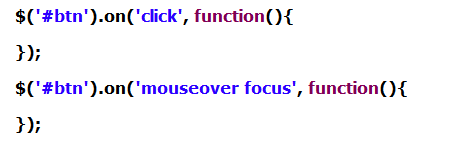 $('#btn').on('click', function(){
});
$('#btn').on('mouseover focus', function(){
});